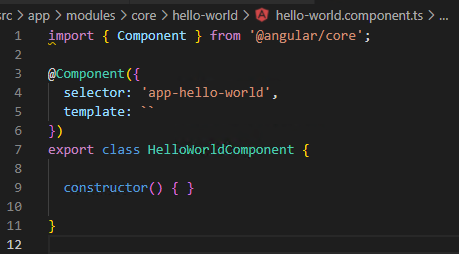 src > app > modules > core > hello-world > hello-world.component.ts > ...
1 import { Component } from '@angular/core';
2
3 @Component({
4   selector: 'app-hello-world',
5   template: ``
6 })
7 export class HelloWorldComponent {
8
9   constructor() { }
10
11 }
12